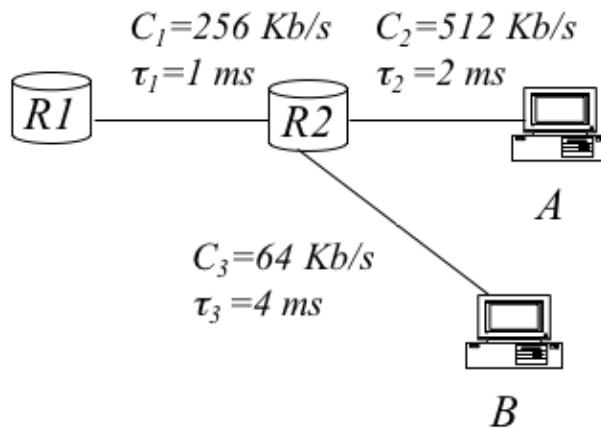 C₁=256 Kb/s
τ₁=1 ms
C₂=512 Kb/s
τ₂=2 ms
R1
R2
A
C₃=64 Kb/s
τ₃ =4 ms
B